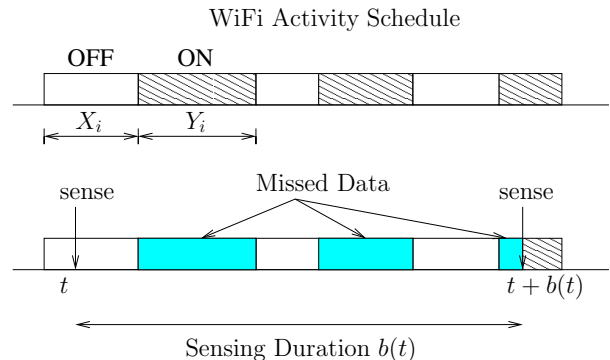 WiFi Activity Schedule
OFF ON
X_i Y_i
sense Missed Data sense
t t + b(t)
Sensing Duration b(t)